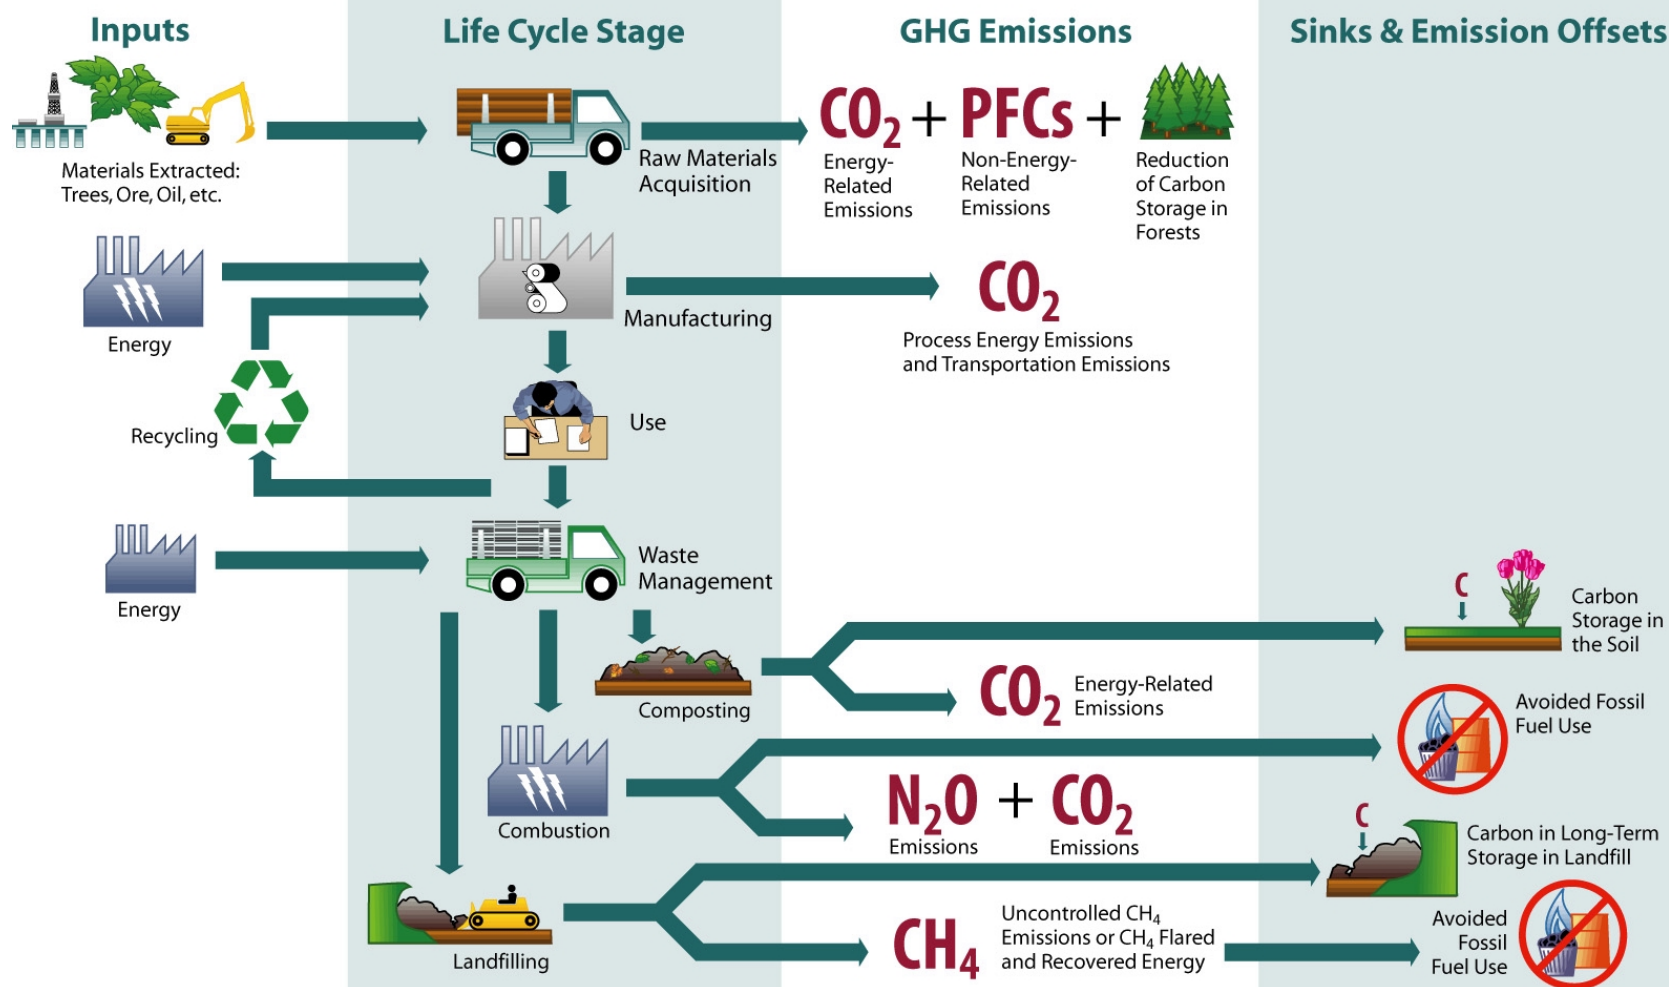 Inputs
Life Cycle Stage
GHG Emissions
Sinks & Emission Offsets
Materials Extracted:
Trees, Ore, Oil, etc.
Raw Materials
Acquisition
CO₂ + PFCs +
Energy-
Related
Emissions
Non-Energy-
Related
Emissions
Reduction
of Carbon
Storage in
Forests
Energy
Manufacturing
CO₂
Process Energy Emissions
and Transportation Emissions
Recycling
Use
Energy
Waste
Management
C
Carbon
Storage in
the Soil
Composting
CO₂
Energy-Related
Emissions
Avoided Fossil
Fuel Use
Combustion
N₂O + CO₂
Emissions
Emissions
C
Carbon in Long-Term
Storage in Landfill
Landfilling
CH₄
Uncontrolled CH₄
Emissions or CH₄ Flared
and Recovered Energy
Avoided
Fossil
Fuel Use